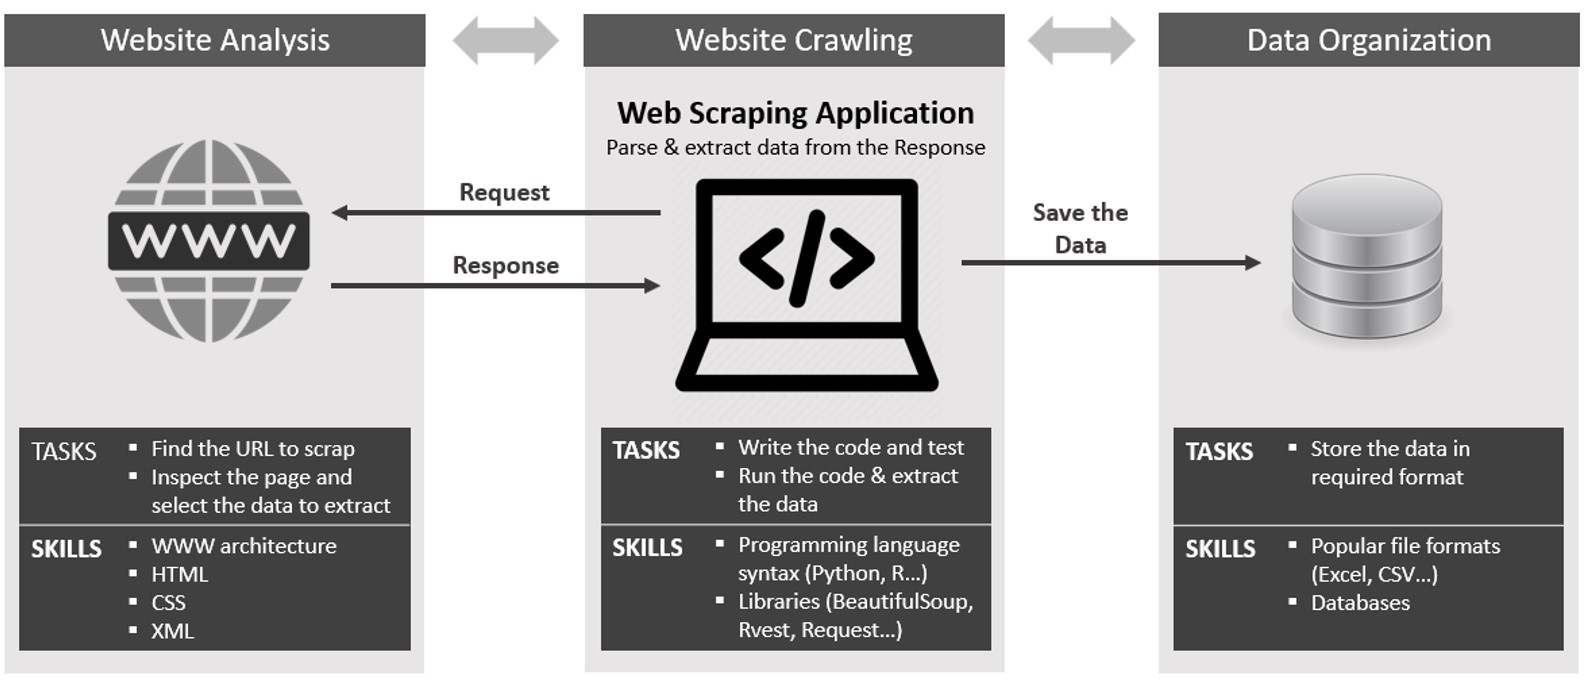 Website Analysis
Website Crawling
Data Organization
Web Scraping Application
Parse & extract data from the Response
WWW
Request
Response
</>
Save the
Data
TASKS
▪ Find the URL to scrap
▪ Inspect the page and
select the data to extract
SKILLS
▪ WWW architecture
▪ HTML
▪ CSS
▪ XML
TASKS
▪ Write the code and test
▪ Run the code & extract
the data
SKILLS
▪ Programming language
syntax (Python, R...)
▪ Libraries (BeautifulSoup,
Rvest, Request...)
TASKS
▪ Store the data in
required format
SKILLS
▪ Popular file formats
(Excel, CSV...)
▪ Databases